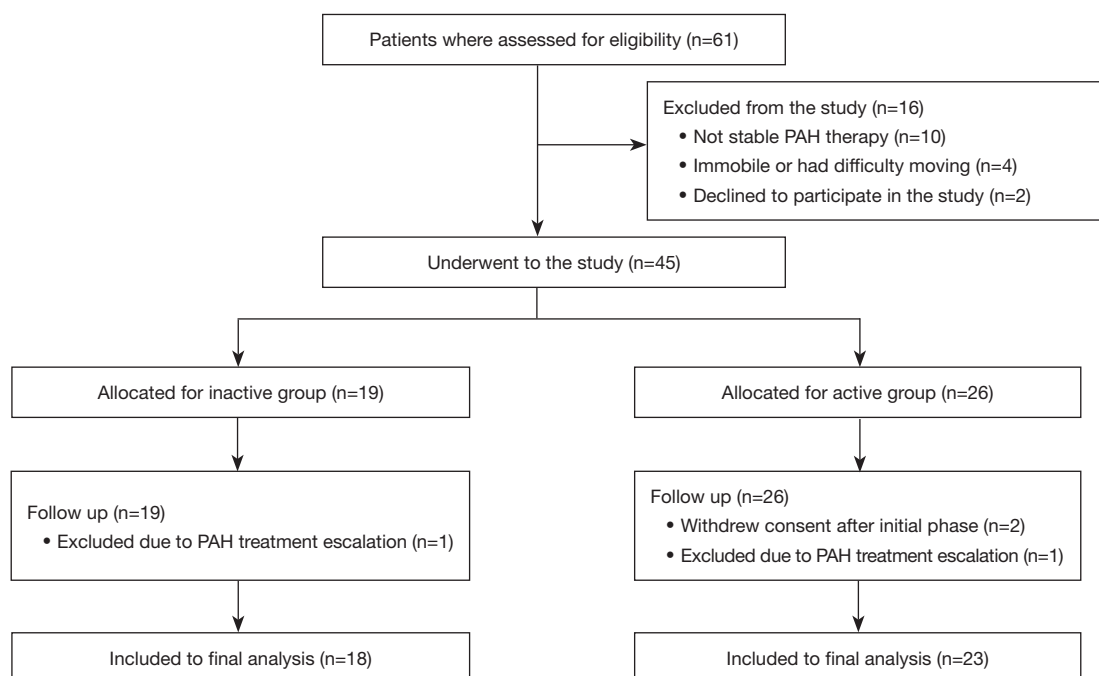 Patients where assessed for eligibility (n=61)
Excluded from the study (n=16)
• Not stable PAH therapy (n=10)
• Immobile or had difficulty moving (n=4)
• Declined to participate in the study (n=2)
Underwent to the study (n=45)
Allocated for inactive group (n=19)
Allocated for active group (n=26)
Follow up (n=19)
• Excluded due to PAH treatment escalation (n=1)
Follow up (n=26)
• Withdrew consent after initial phase (n=2)
• Excluded due to PAH treatment escalation (n=1)
Included to final analysis (n=18)
Included to final analysis (n=23)